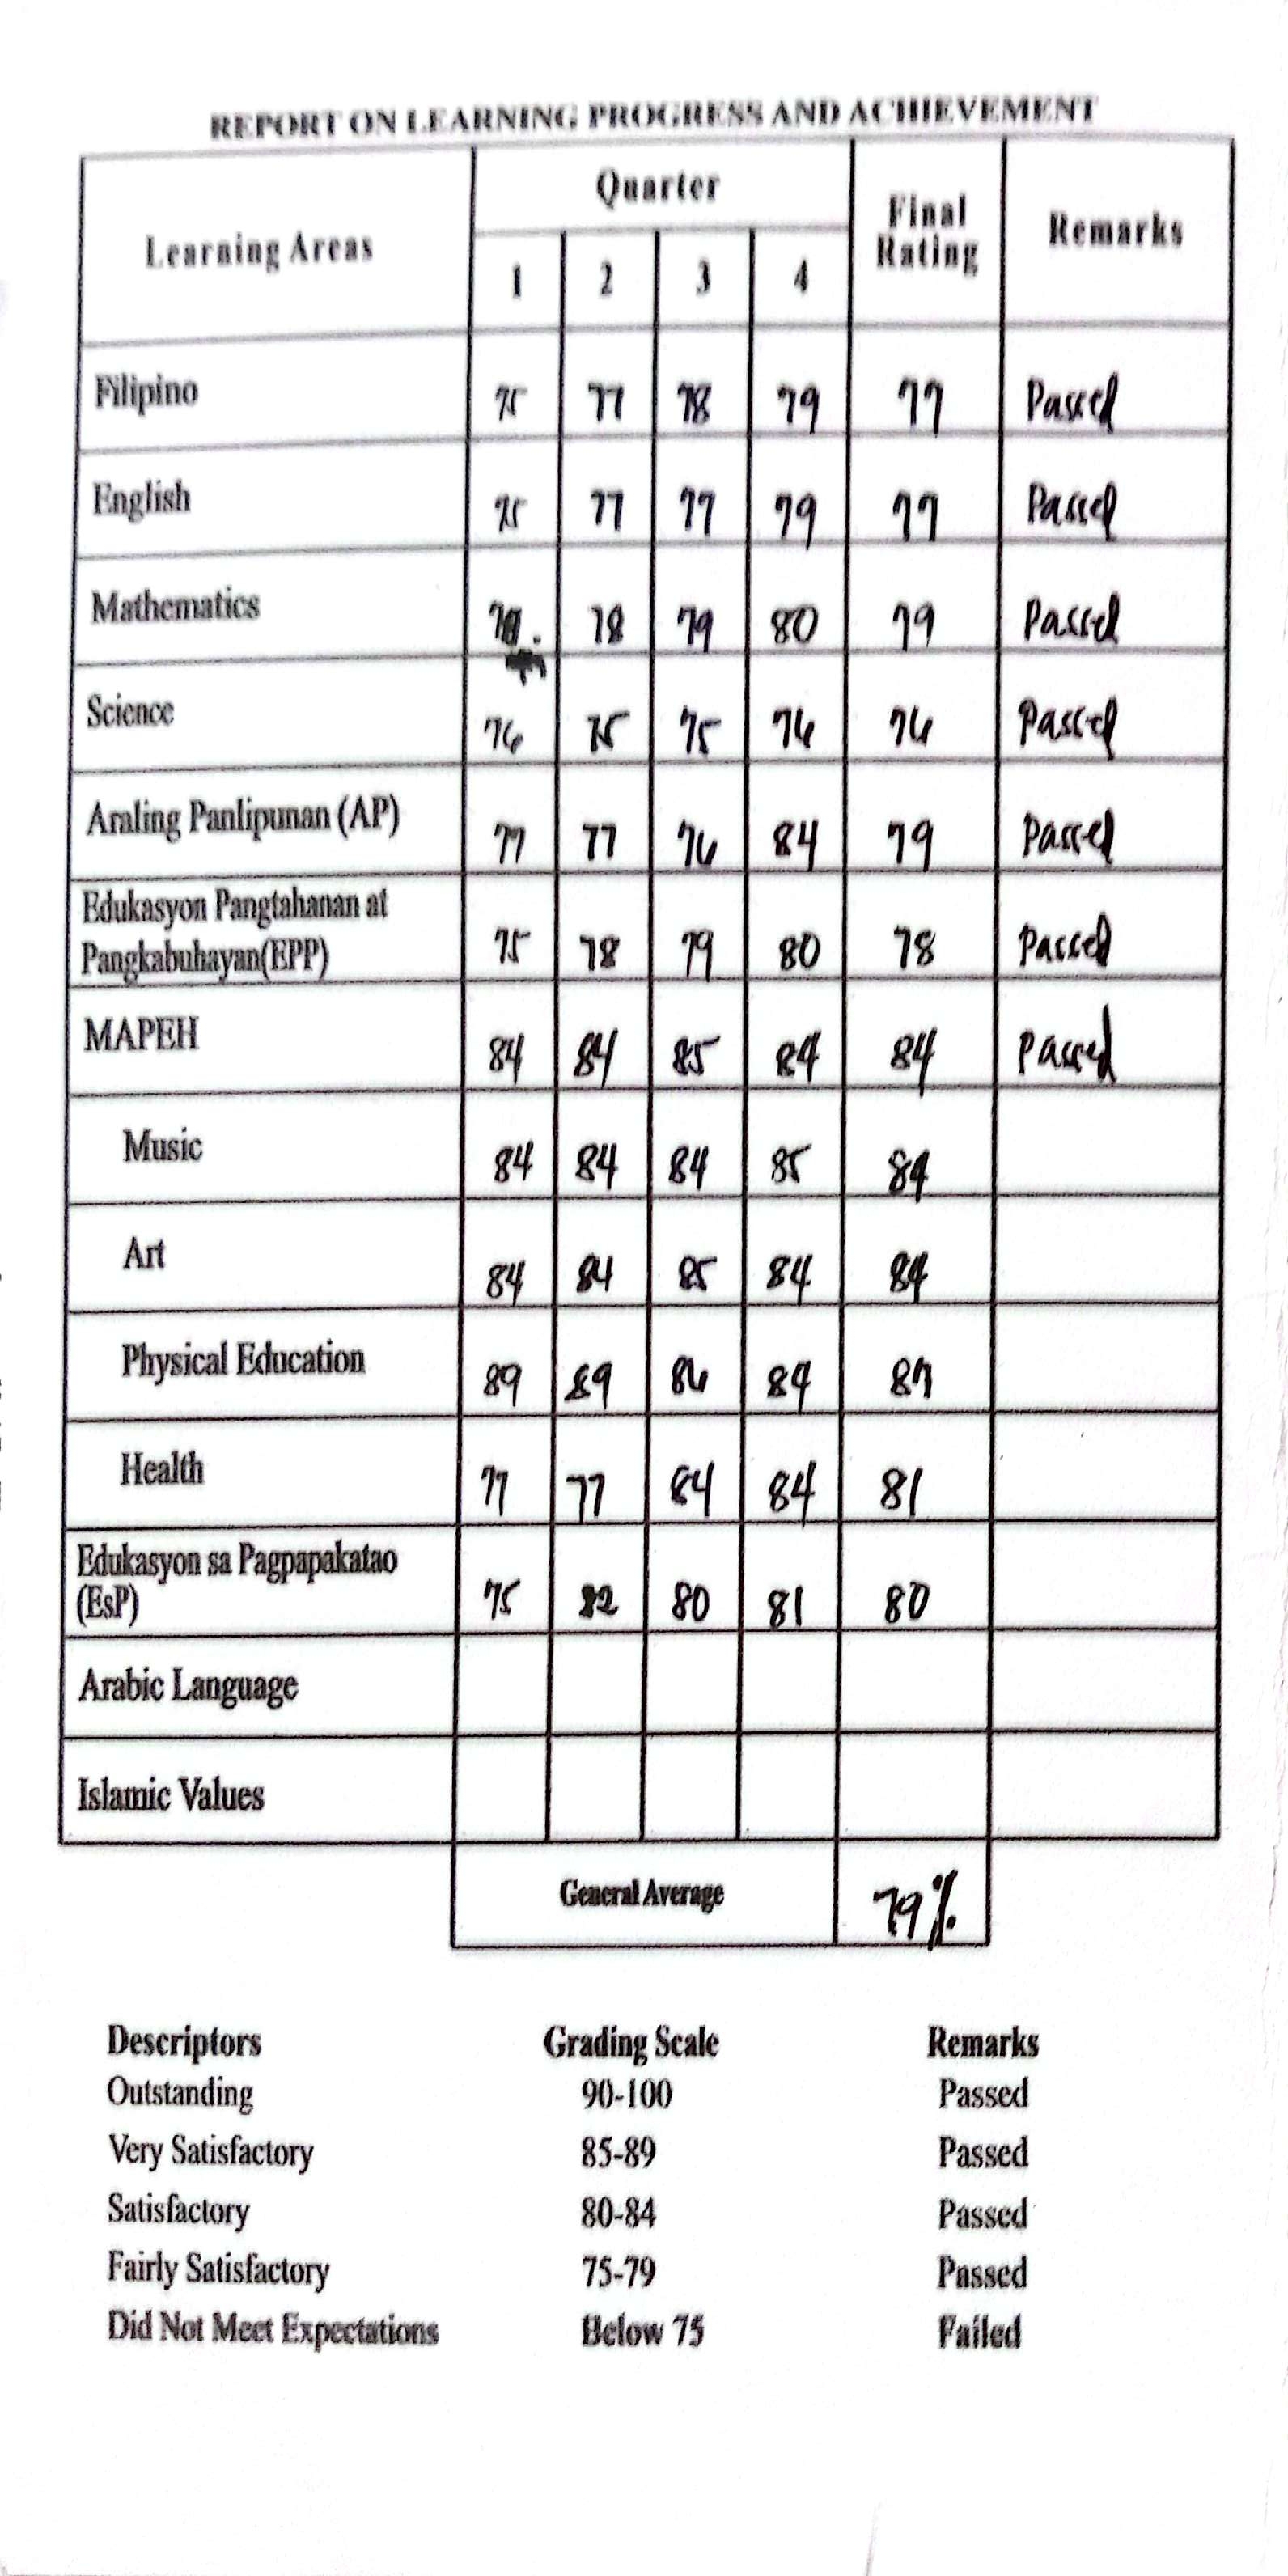 REPORT ON LEARNING PROGRESS AND ACHIEVEMENT
Learning Areas Quarter Final Rating Remarks
1 2 3 4
Filipino 75 77 78 79 77 Passed
English 75 77 77 79 77 Passed
Mathematics 78 79 80 79 Passed
Science 76 75 75 76 76 Passed
Araling Panlipunan (AP) 77 77 76 84 79 Passed
Edukasyon Pangtahanan at
Pangkabuhayan(EPP) 75 78 79 80 78 Passed
MAPEH 84 84 85 84 84 Passed
Music 84 84 84 85 84
Art 84 84 85 84 84
Physical Education 89 89 86 84 87
Health 77 77 84 84 81
Edukasyon sa Pagpapakatao
(EsP) 75 82 80 81 80
Arabic Language
Islamic Values
General Average 79%
Descriptors Grading Scale Remarks
Outstanding 90-100 Passed
Very Satisfactory 85-89 Passed
Satisfactory 80-84 Passed
Fairly Satisfactory 75-79 Passed
Did Not Meet Expectations Below 75 Failed